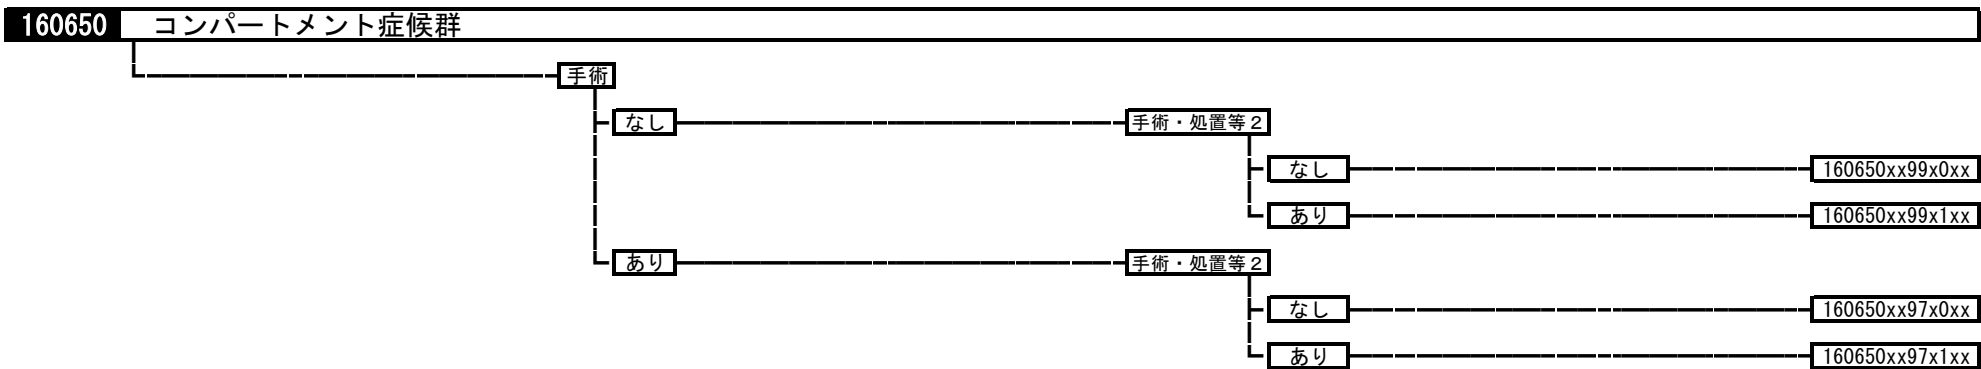 160650 コンパートメント症候群
手術
なし 手術・処置等２
なし 160650xx99x0xx
あり 160650xx99x1xx
あり 手術・処置等２
なし 160650xx97x0xx
あり 160650xx97x1xx